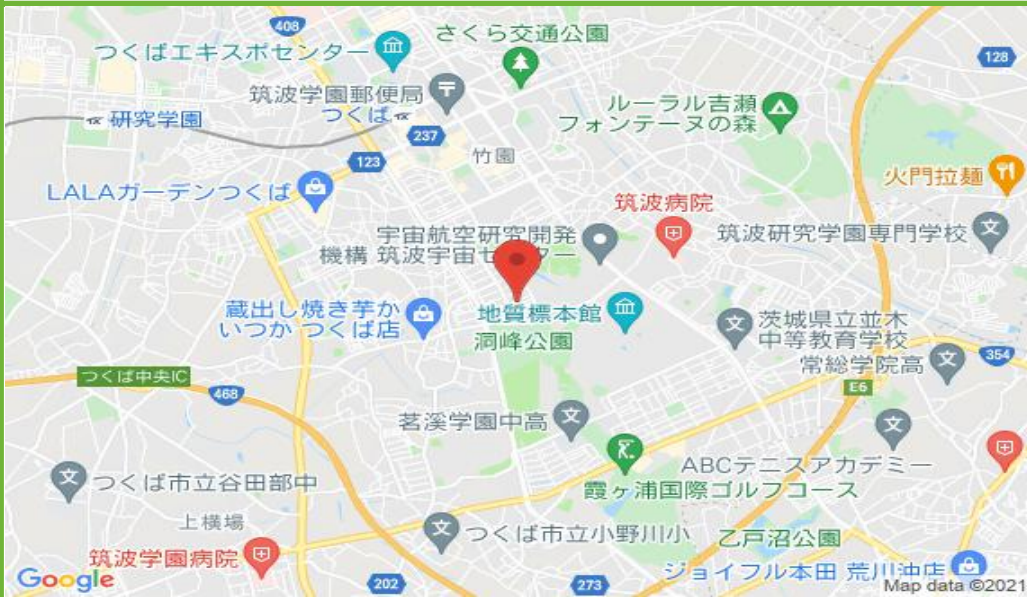 408
つくばエキスポセンター
さくら交通公園
128
筑波学園郵便局
つくば
ルーラル吉瀬
フォンテーヌの森
研究学園
237
竹園
123
火門拉麺
LALAガーデンつくば
筑波病院
宇宙航空研究開発
機構 筑波宇宙セ
ター
筑波研究学園専門学校
蔵出し焼き芋か
いつか つくば店
地質標本館
洞峰公園
茨城県立並木
中等教育学校
常総学院高
354
つくば中央IC
468
E6
茗溪学園中高
ABCテニスアカデミー
霞ヶ浦国際ゴルフコース
つくば市立谷田部中
上横場
つくば市立小野川小
乙戸沼公園
筑波学園病院
ジョイフル本田 荒川沖店
Google
202
273
Map data ©2021